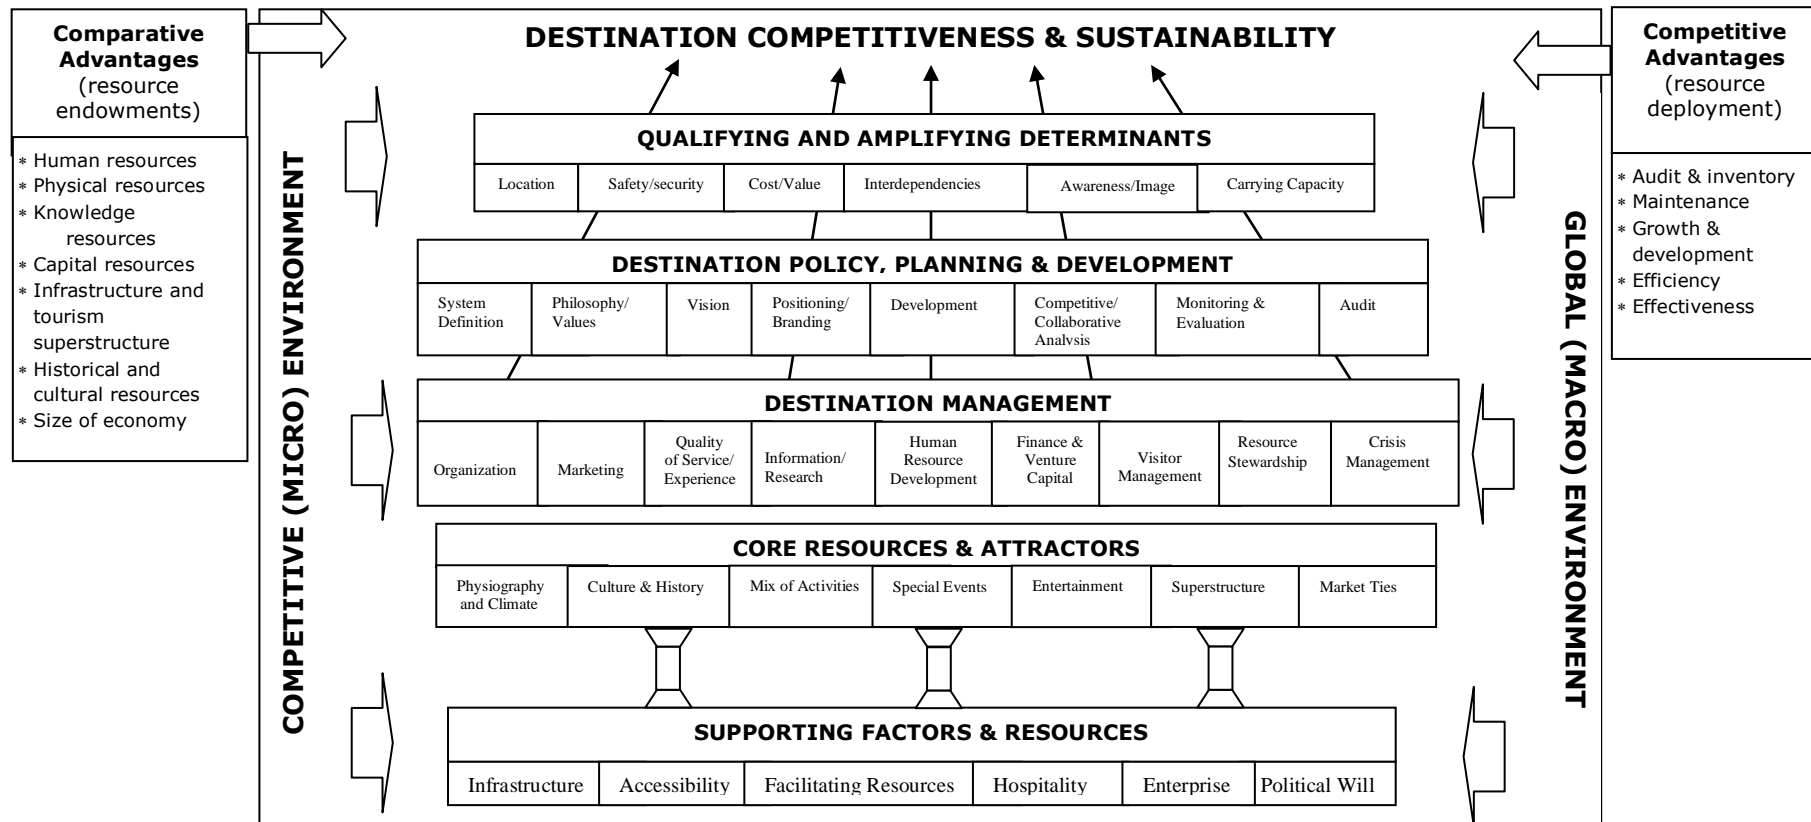 Comparative
Advantages
(resource
endowments)
* Human resources
* Physical resources
* Knowledge
resources
* Capital resources
* Infrastructure and
tourism
superstructure
* Historical and
cultural resources
* Size of economy
COMPETITIVE (MICRO) ENVIRONMENT
DESTINATION COMPETITIVENESS & SUSTAINABILITY
QUALIFYING AND AMPLIFYING DETERMINANTS
Location
Safety/security
Cost/Value
Interdependencies
Awareness/Image
Carrying Capacity
DESTINATION POLICY, PLANNING & DEVELOPMENT
System
Definition
Philosophy/
Values
Vision
Positioning/
Branding
Development
Competitive/
Collaborative
Analysis
Monitoring &
Evaluation
Audit
DESTINATION MANAGEMENT
Organization
Marketing
Quality
of Service/
Experience
Information/
Research
Human
Resource
Development
Finance &
Venture
Capital
Visitor
Management
Resource
Stewardship
Crisis
Management
CORE RESOURCES & ATTRACTORS
Physiography
and Climate
Culture & History
Mix of Activities
Special Events
Entertainment
Superstructure
Market Ties
SUPPORTING FACTORS & RESOURCES
Infrastructure
Accessibility
Facilitating Resources
Hospitality
Enterprise
Political Will
GLOBAL (MACRO) ENVIRONMENT
Competitive
Advantages
(resource
deployment)
* Audit & inventory
* Maintenance
* Growth &
development
* Efficiency
* Effectiveness